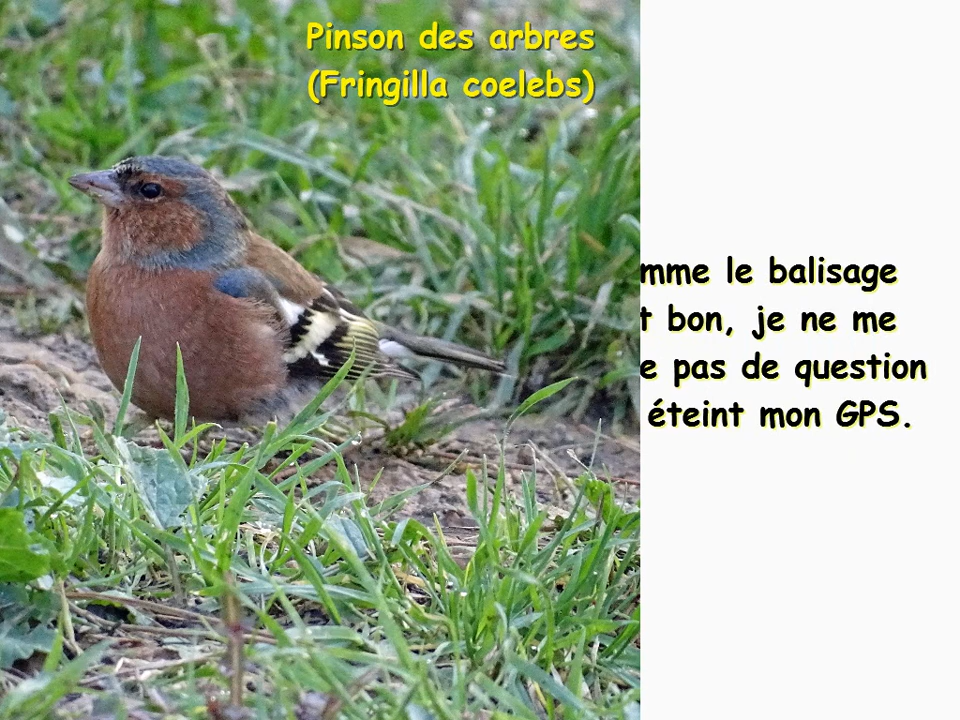 Pinson des arbres
(Fringilla coelebs)
mme le balisage
t bon, je ne me
e pas de question
éteint mon GPS.